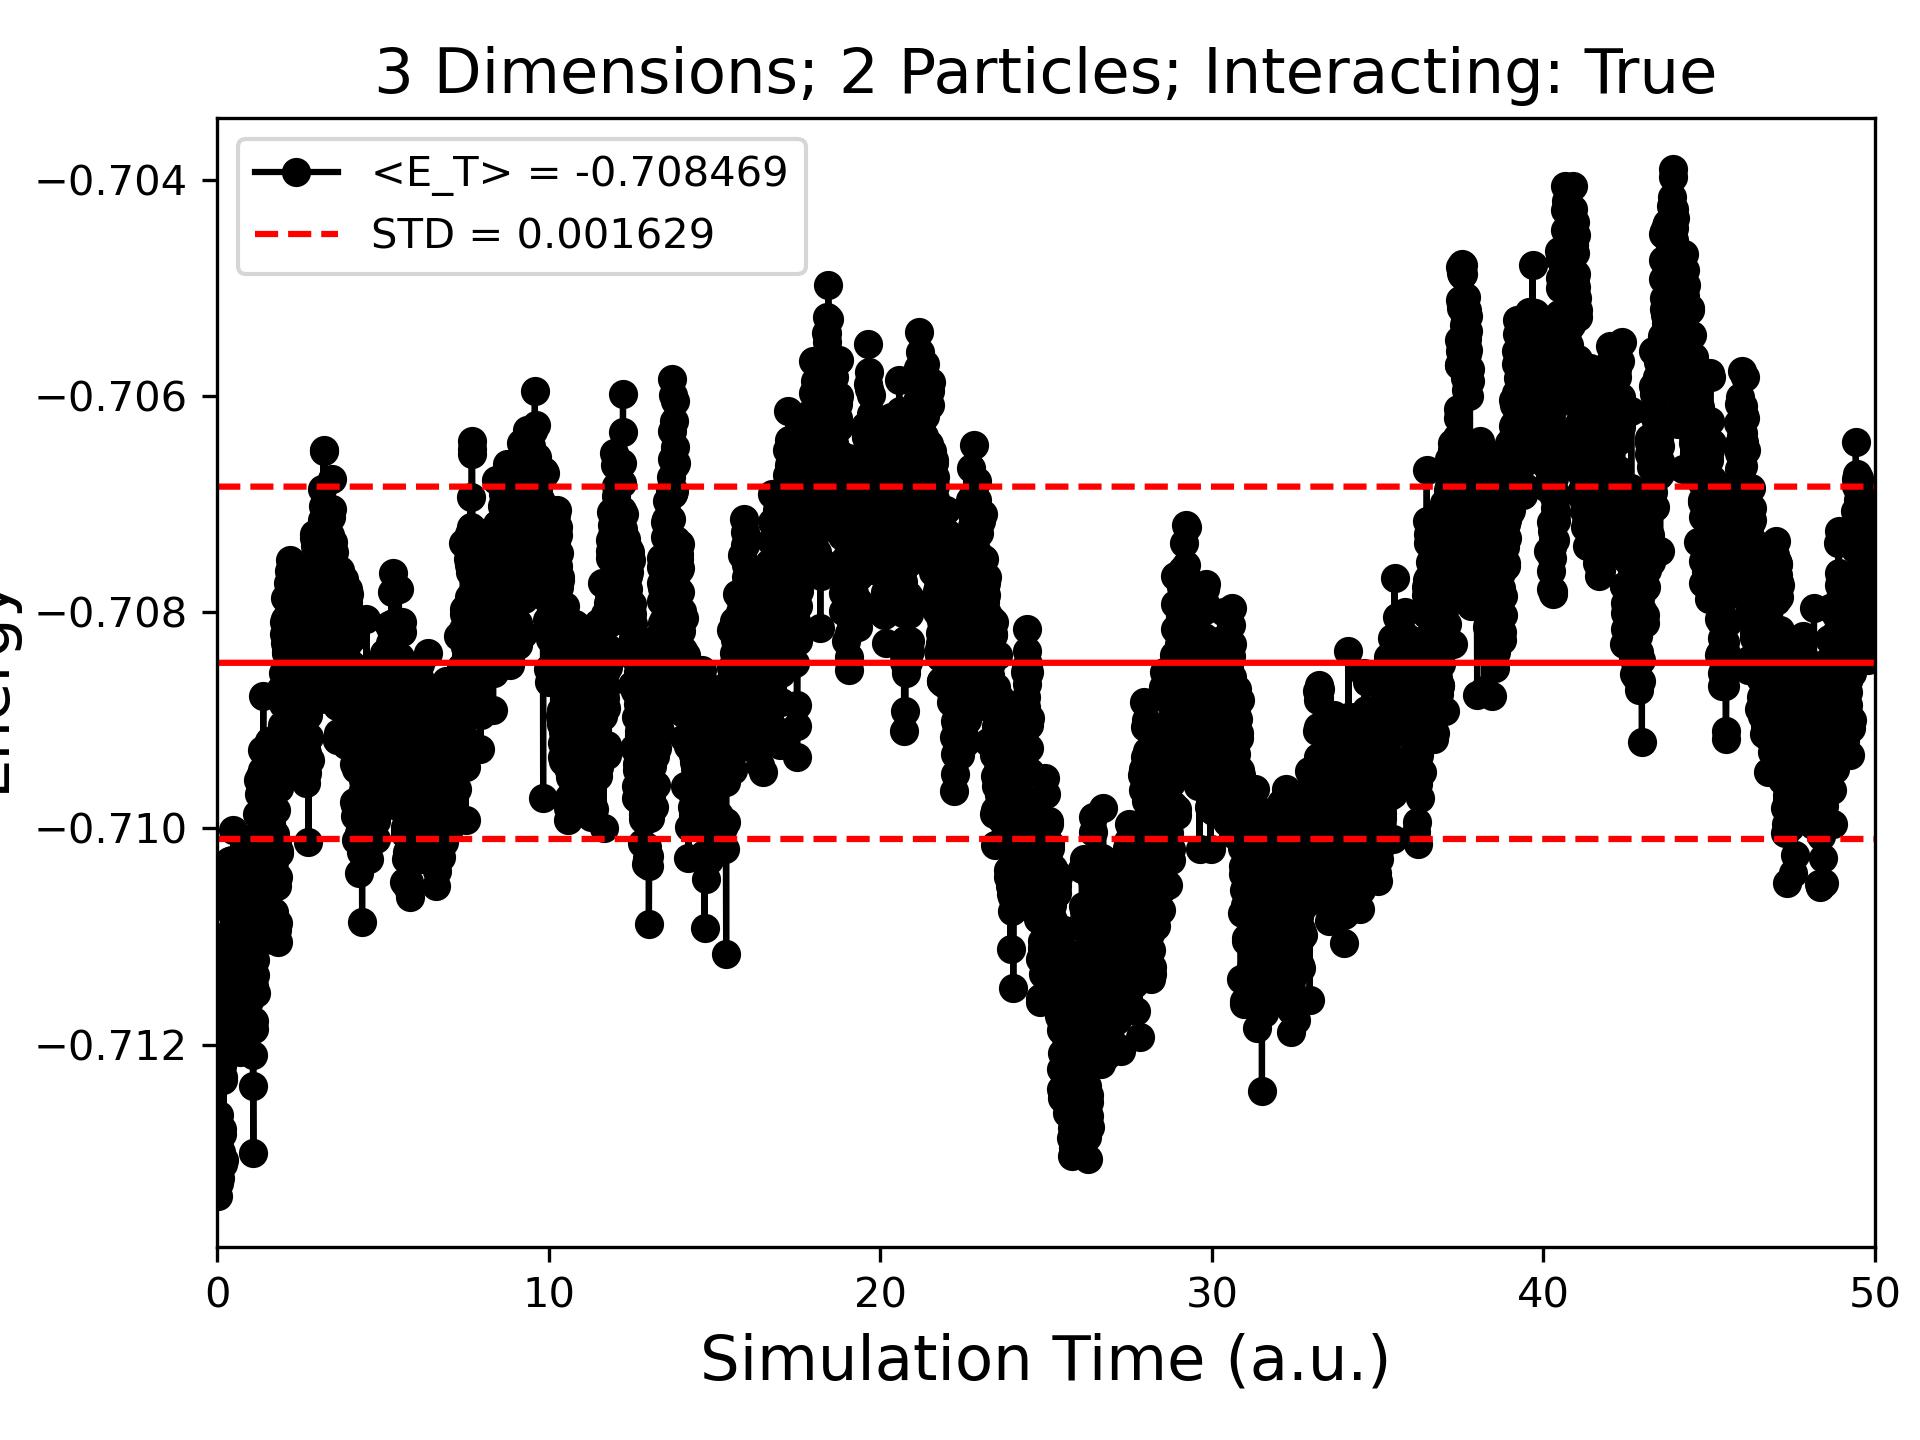 3 Dimensions; 2 Particles; Interacting: True
<E_T> = -0.708469
STD = 0.001629
−0.704
−0.706
−0.708
−0.710
−0.712
0 10 20 30 40 50
Simulation Time (a.u.)